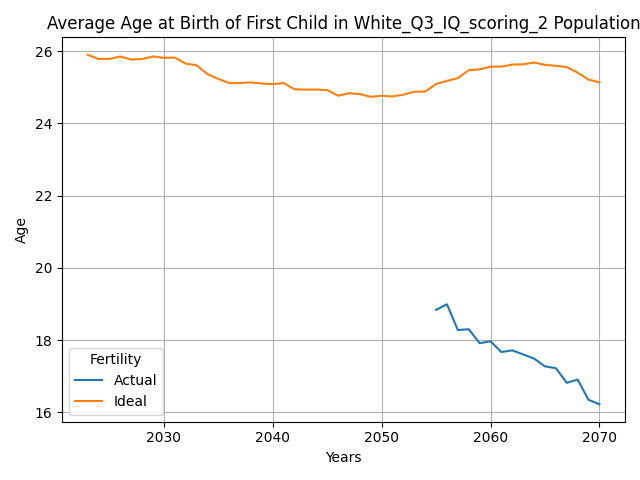 Average Age at Birth of First Child in White_Q3_IQ_scoring_2 Population
26
24
22
20
18
16
Age
Fertility
Actual
Ideal
2030 2040 2050 2060 2070
Years